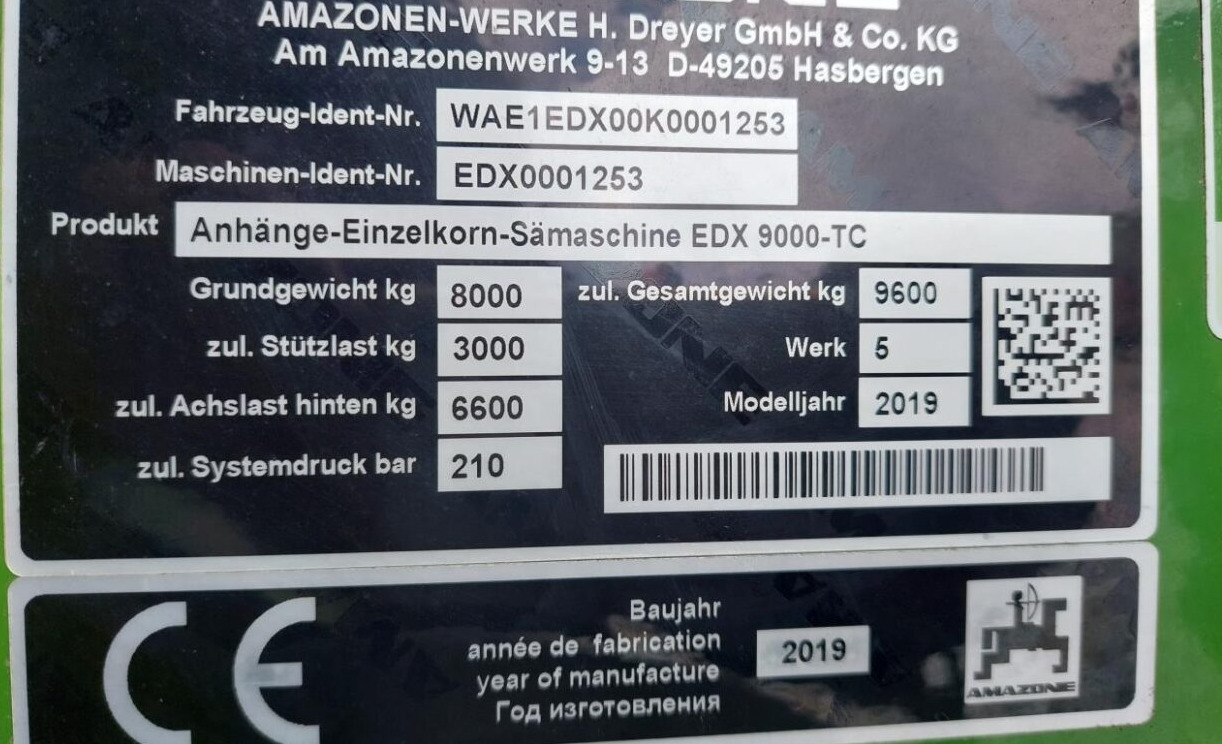 AMAZONEN-WERKE H. Dreyer GmbH & Co. KG
Am Amazonenwerk 9-13 D-49205 Hasbergen
Fahrzeug-Ident-Nr. WAE1EDX00K0001253
Maschinen-Ident-Nr. EDX0001253
Produkt Anhänge-Einzelkorn-Sämaschine EDX 9000-TC
Grundgewicht kg 8000 zul. Gesamtgewicht kg 9600
zul. Stützlast kg 3000 Werk 5
zul. Achslast hinten kg 6600 Modelljahr 2019
zul. Systemdruck bar 210
CE
Baujahr
année de fabrication
year of manufacture
Год изготовления
2019
AMAZONE